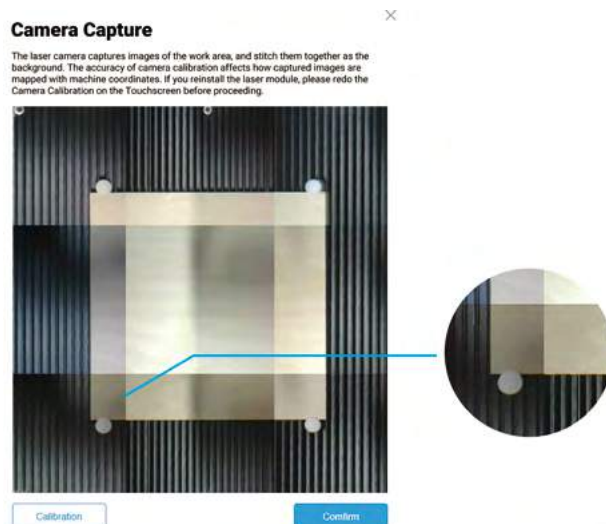 Camera Capture
The laser camera captures images of the work area, and stitch them together as the
background. The accuracy of camera calibration affects how captured images are
mapped with machine coordinates. If you reinstall the laser module, please redo the
Camera Calibration on the Touchscreen before proceeding.
Calibration
Comfirm